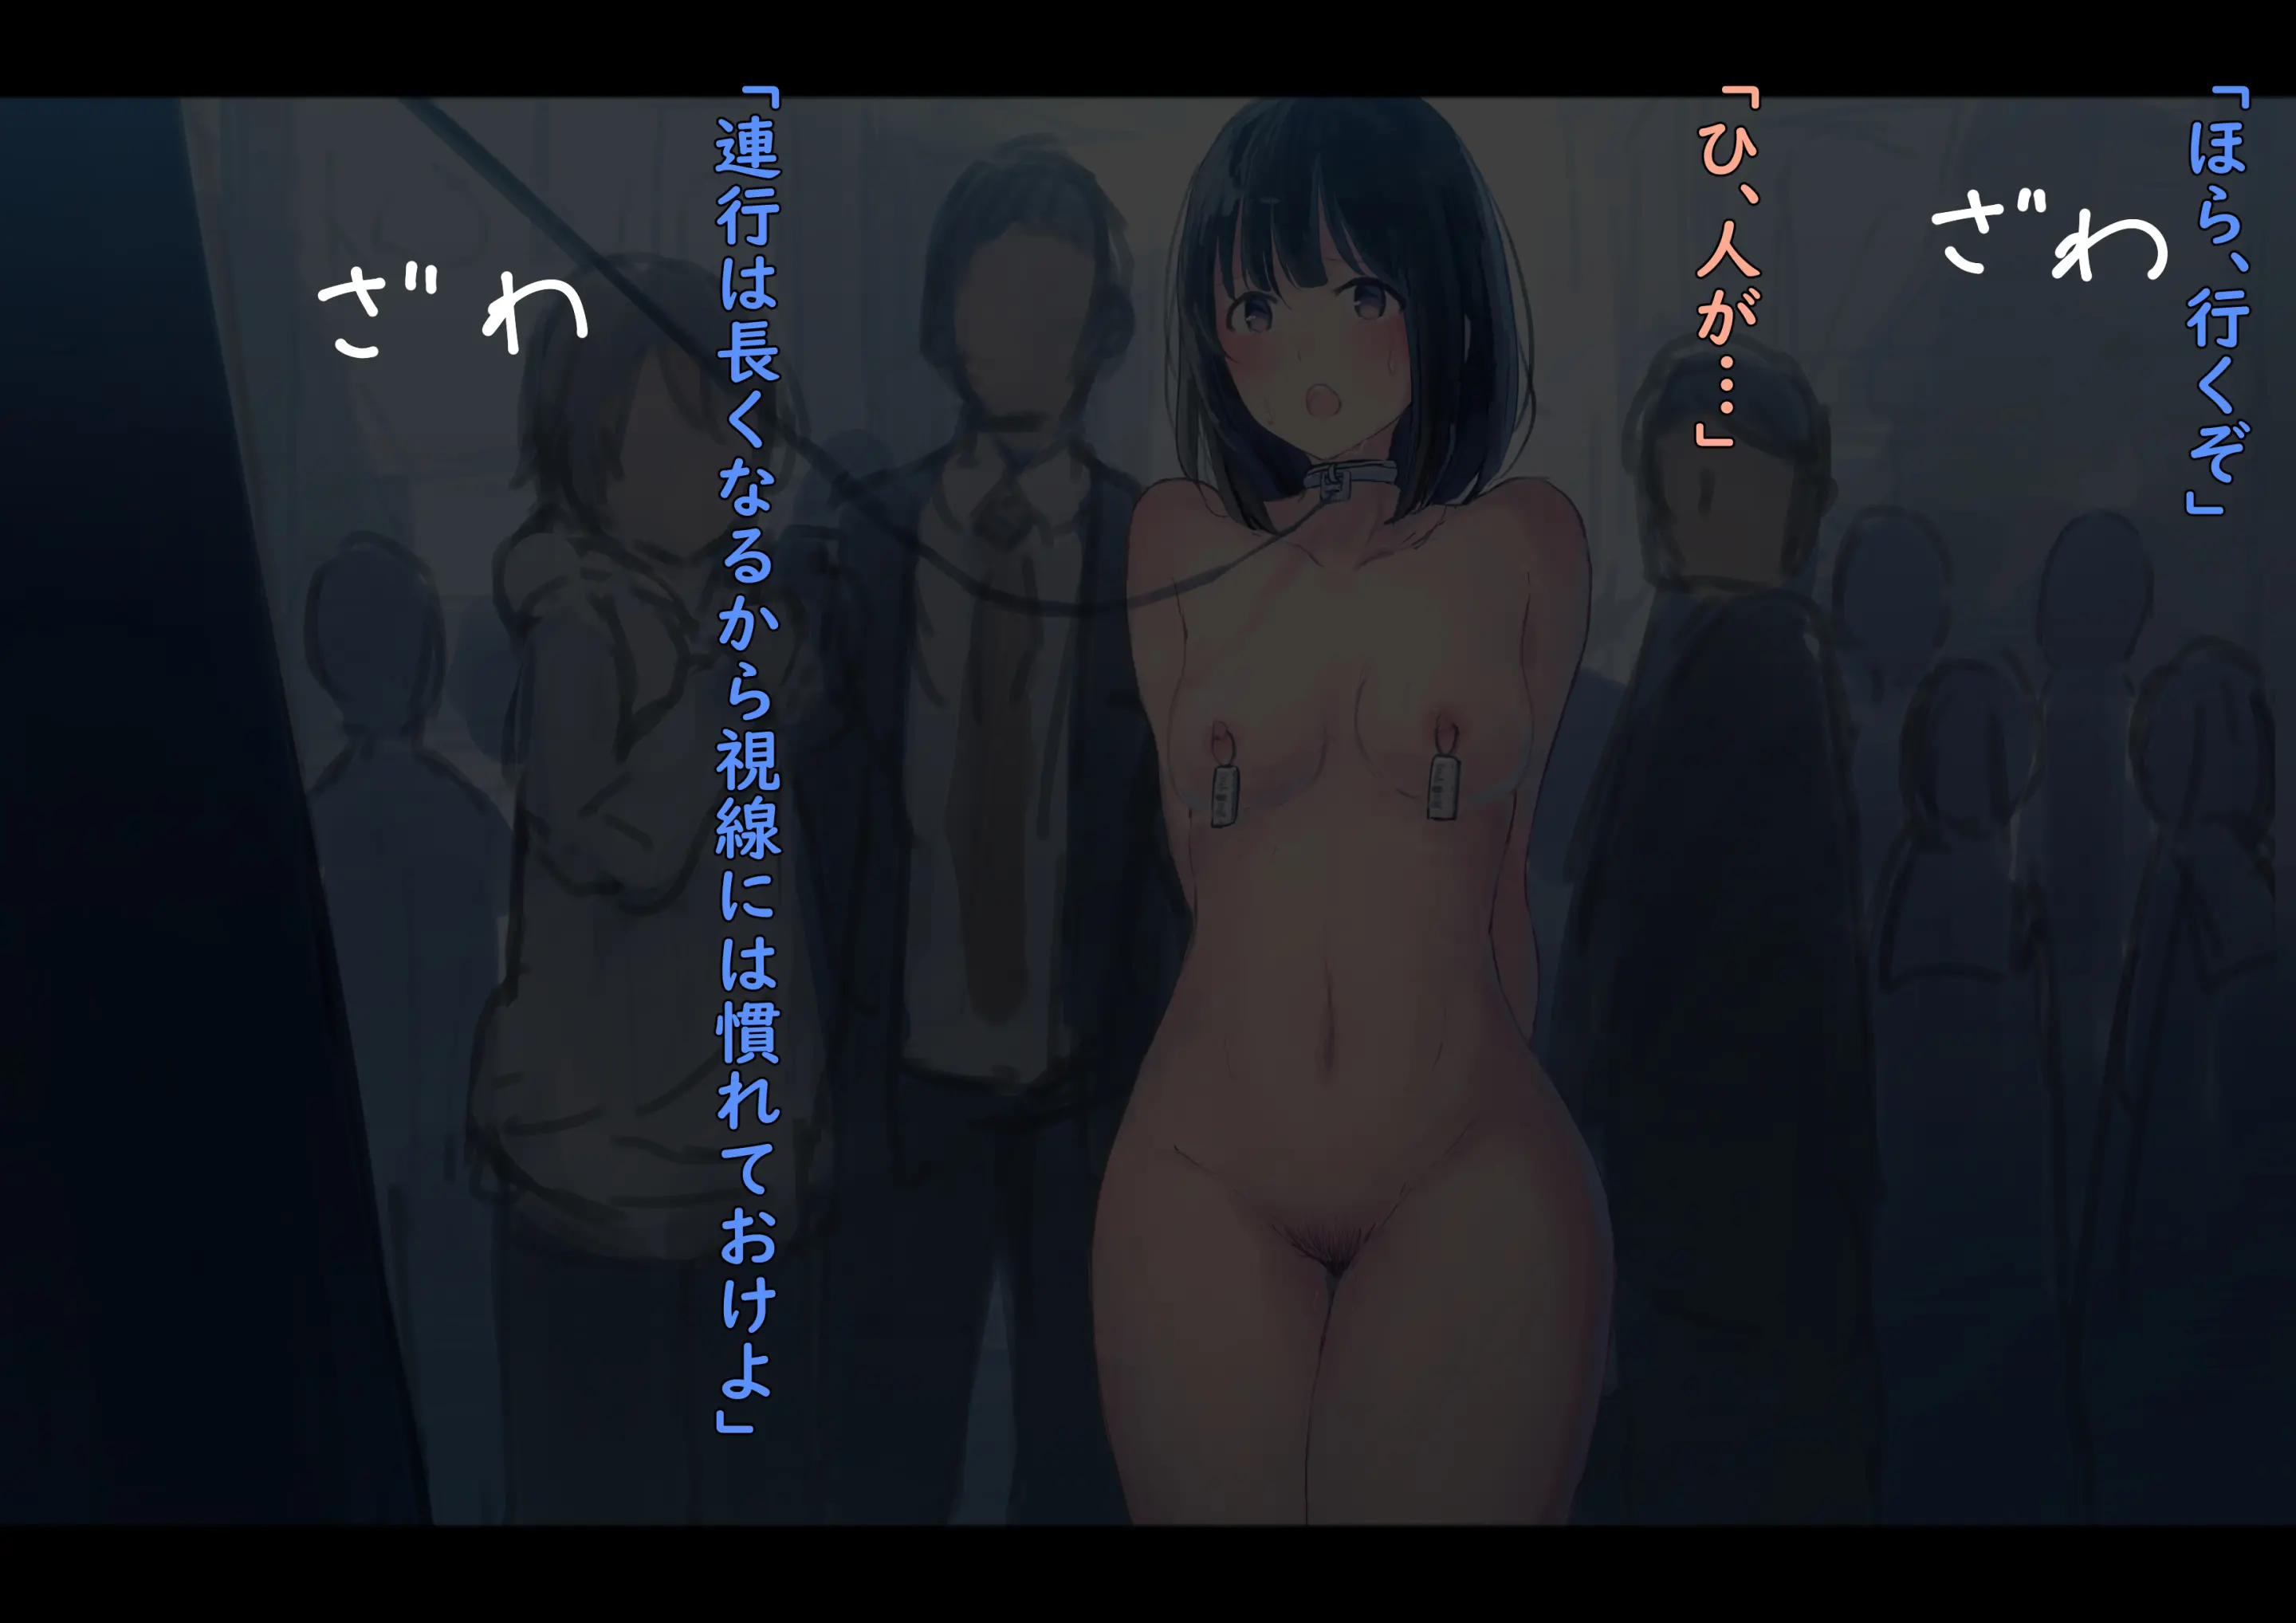 「ほら、行くぞ」
ざわ
「ひ、人が…」
「連行は長くなるから視線には慣れておけよ」
ざわ